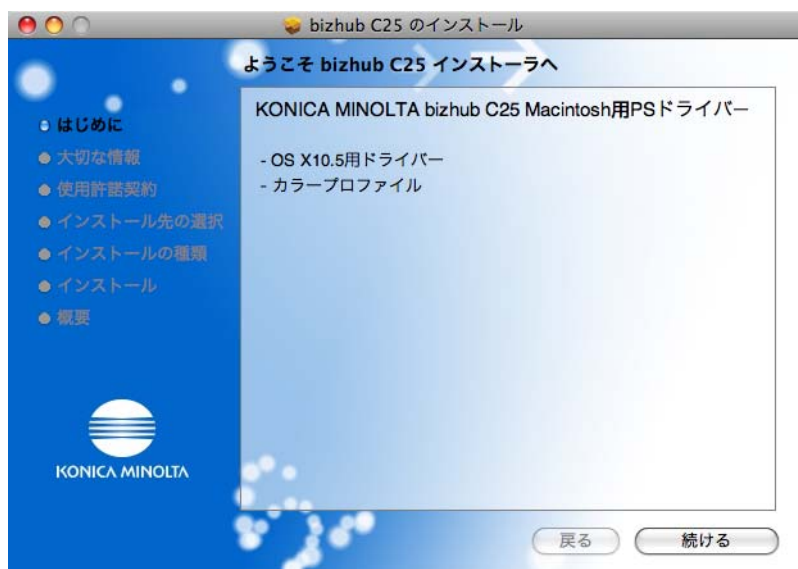 bizhub C25 のインストール
ようこそ bizhub C25 インストーラへ
はじめに
大切な情報
使用許諾契約
インストール先の選択
インストールの種類
インストール
概要
KONICA MINOLTA
KONICA MINOLTA bizhub C25 Macintosh用PSドライバー
- OS X10.5用ドライバー
- カラープロファイル
戻る
続ける